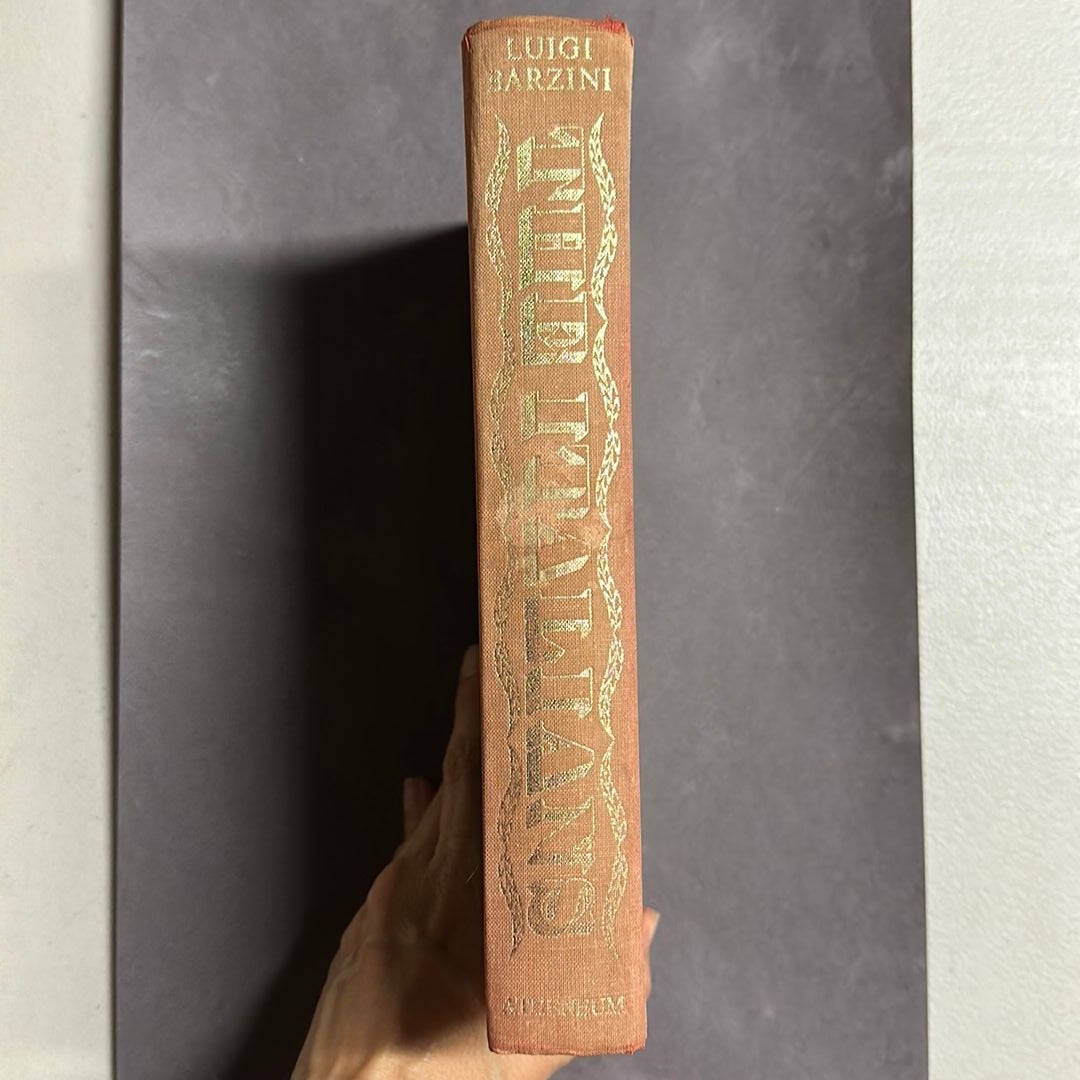 LUIGI
BARZINI
THE ITALIANS
ATHENEUM